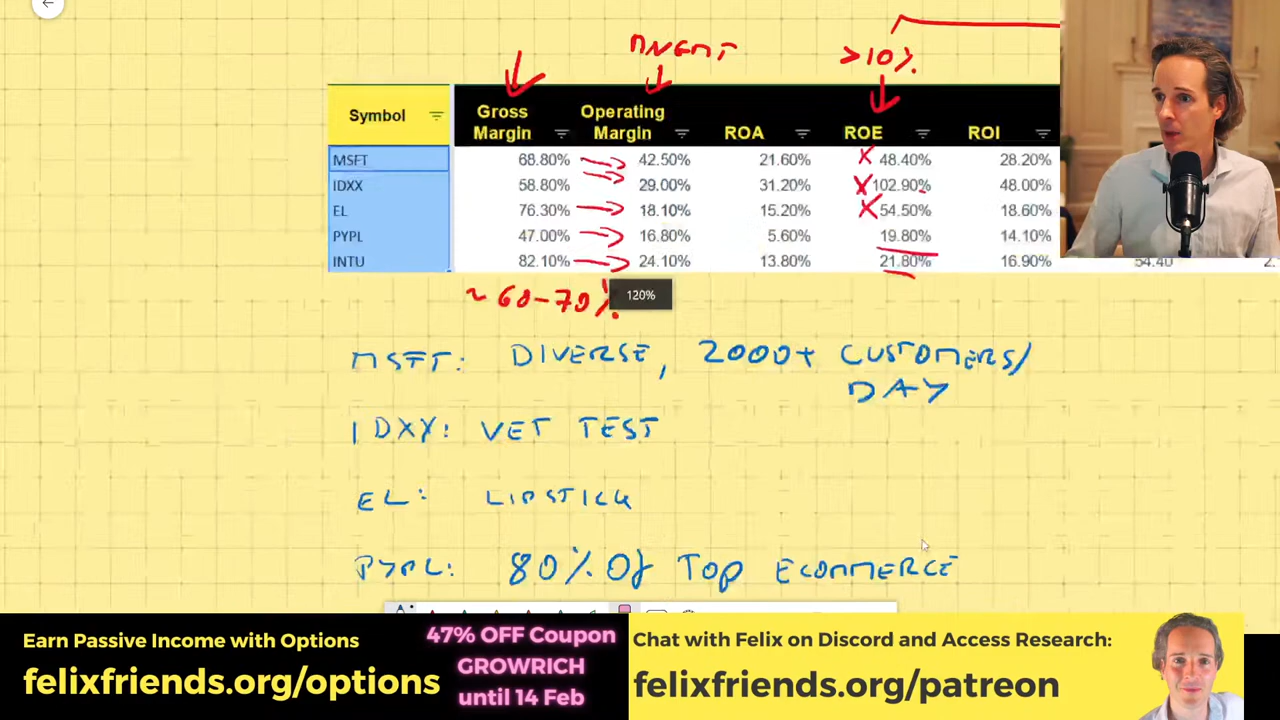 MNGMT
>10%
Symbol Gross Margin Operating Margin ROA ROE ROI
MSFT 68.80% 42.50% 21.60% X 48.40% 28.20%
IDXX 58.80% 29.00% 31.20% X 102.90% 48.00%
EL 76.30% 18.10% 15.20% X 54.50% 18.60%
PYPL 47.00% 16.80% 5.60% 19.80% 14.10%
INTU 82.10% 24.10% 13.80% 21.80% 16.90% 54.40 2.
~60-70%
120%
MSFT: DIVERSE, 2000+ CUSTOMERS/
DAY
IDXY: VET TEST
EL: LIPSTICK
PYPL: 80% Of Top ECOMMERCE
Earn Passive Income with Options
felixfriends.org/options
47% OFF Coupon
GROWRICH
until 14 Feb
Chat with Felix on Discord and Access Research:
felixfriends.org/patreon